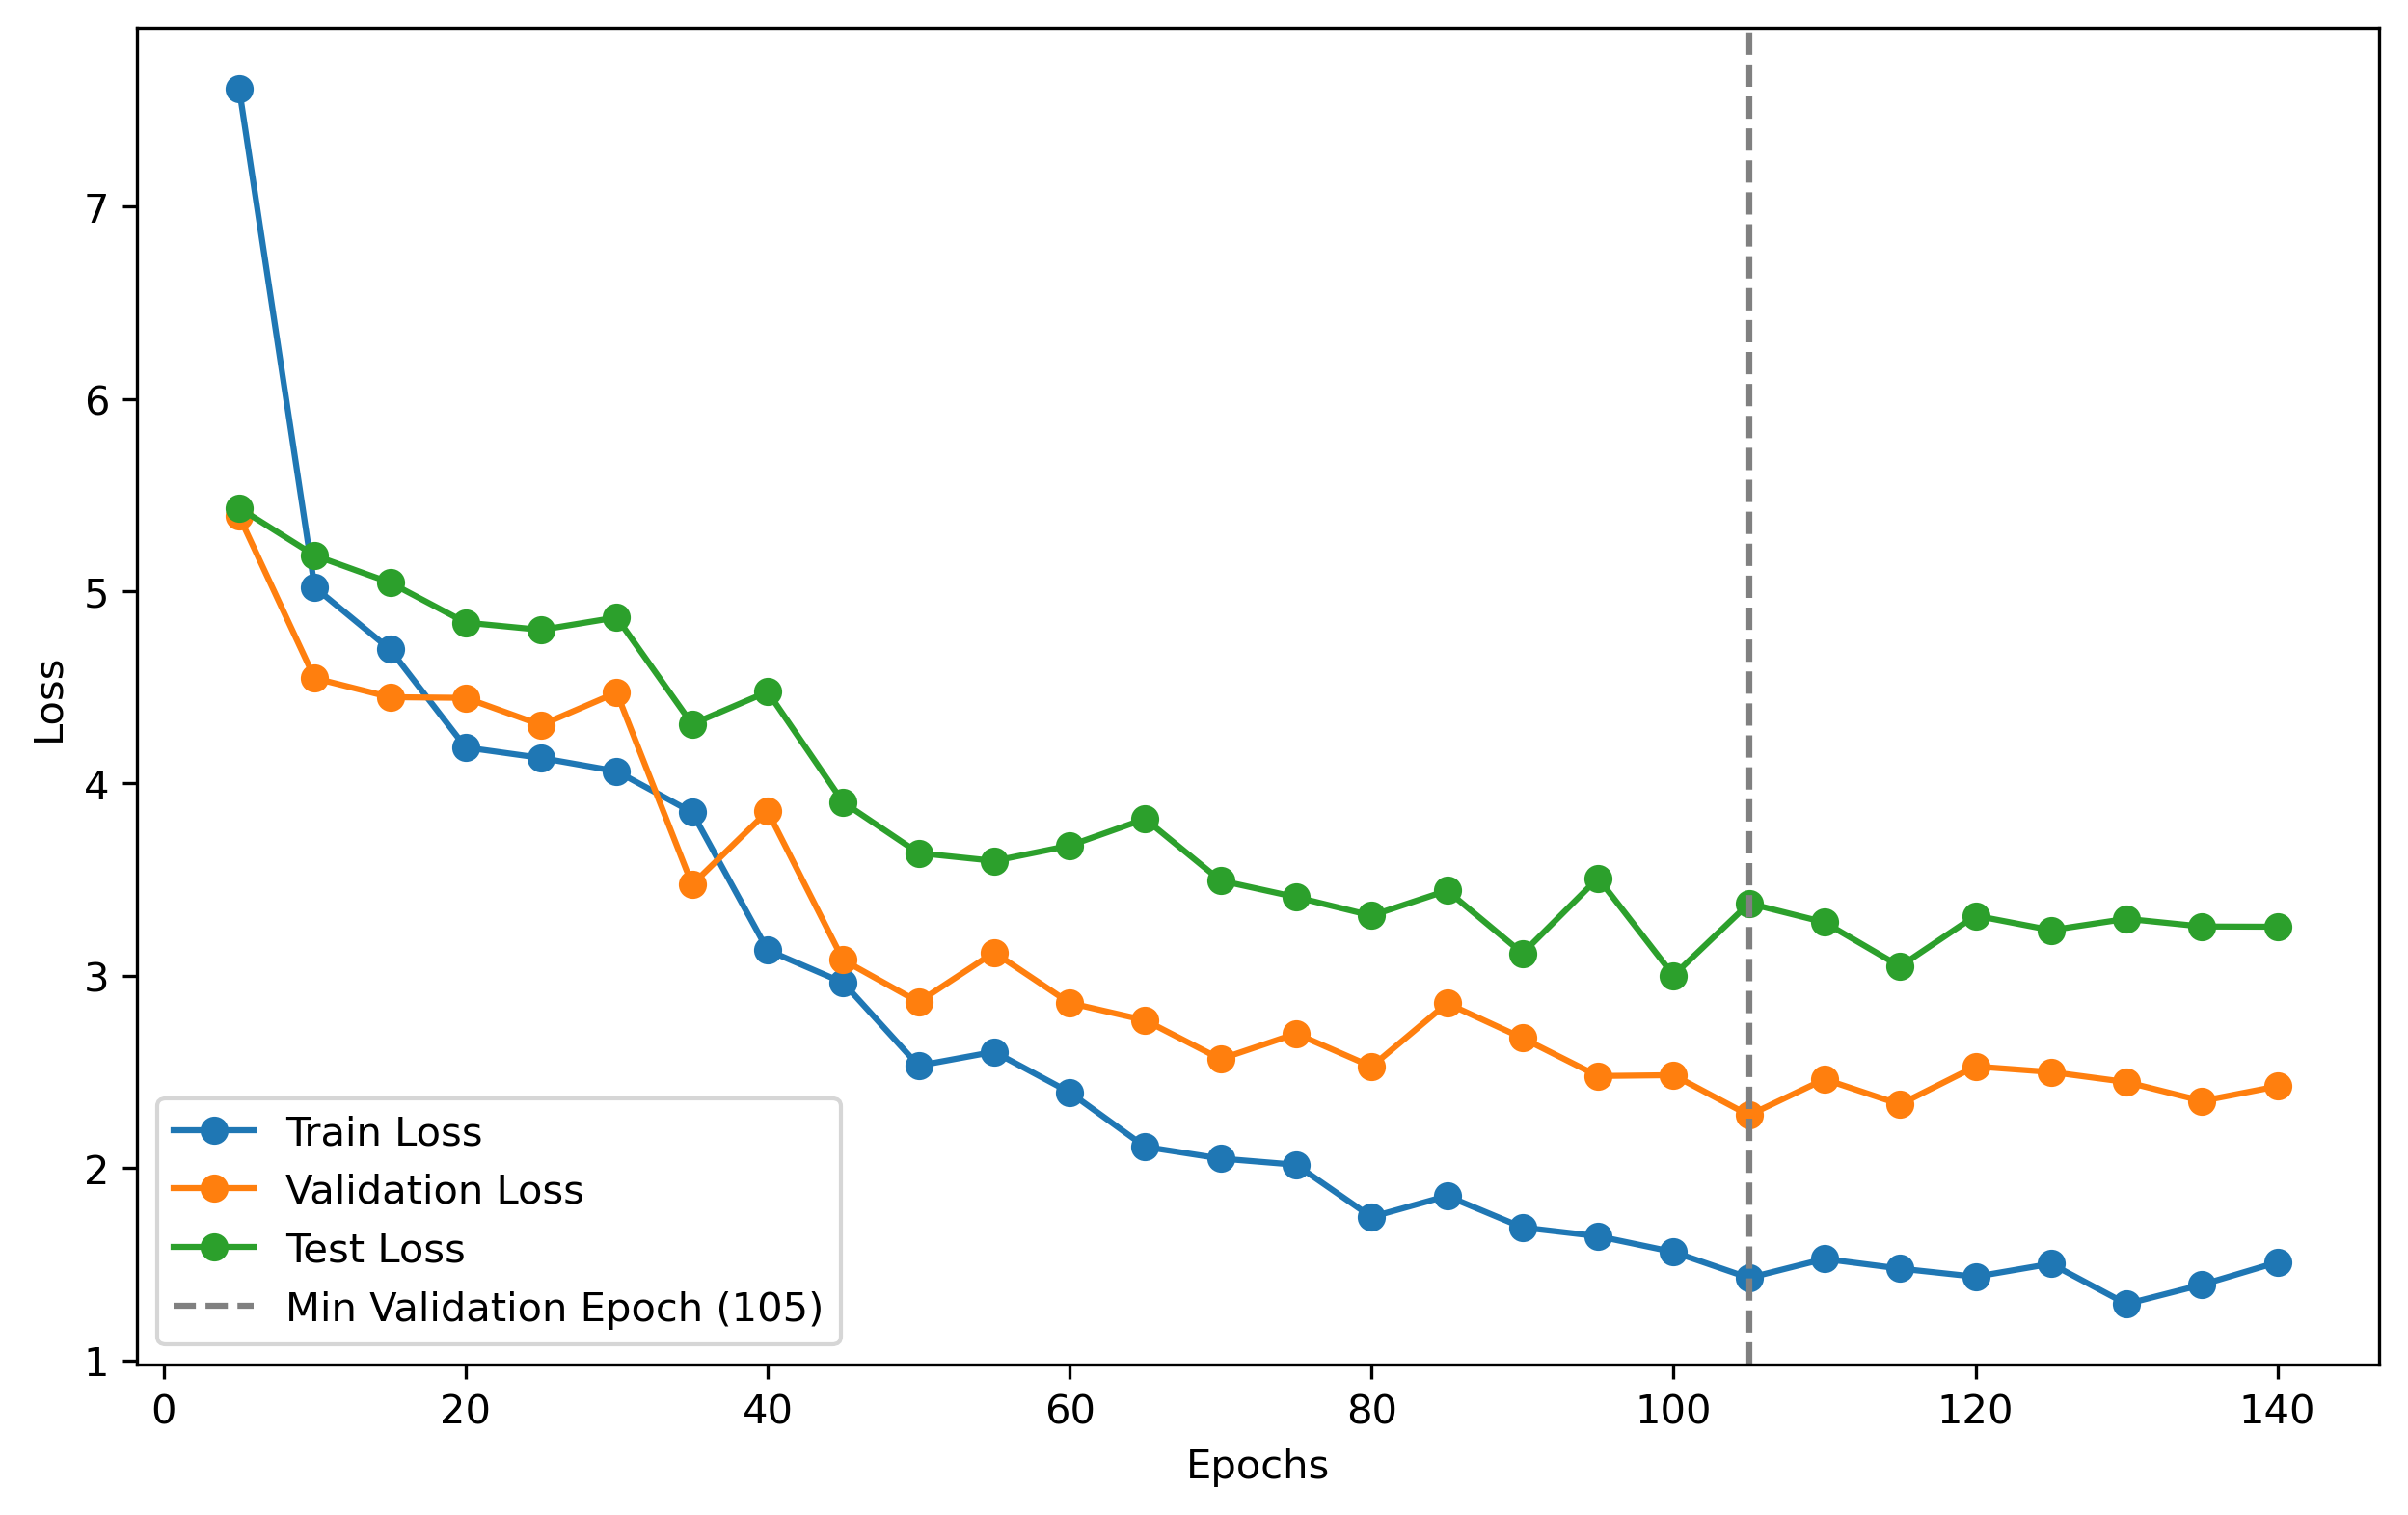 7
6
5
4
3
2
1
Loss
Train Loss
Validation Loss
Test Loss
Min Validation Epoch (105)
0 20 40 60 80 100 120 140
Epochs